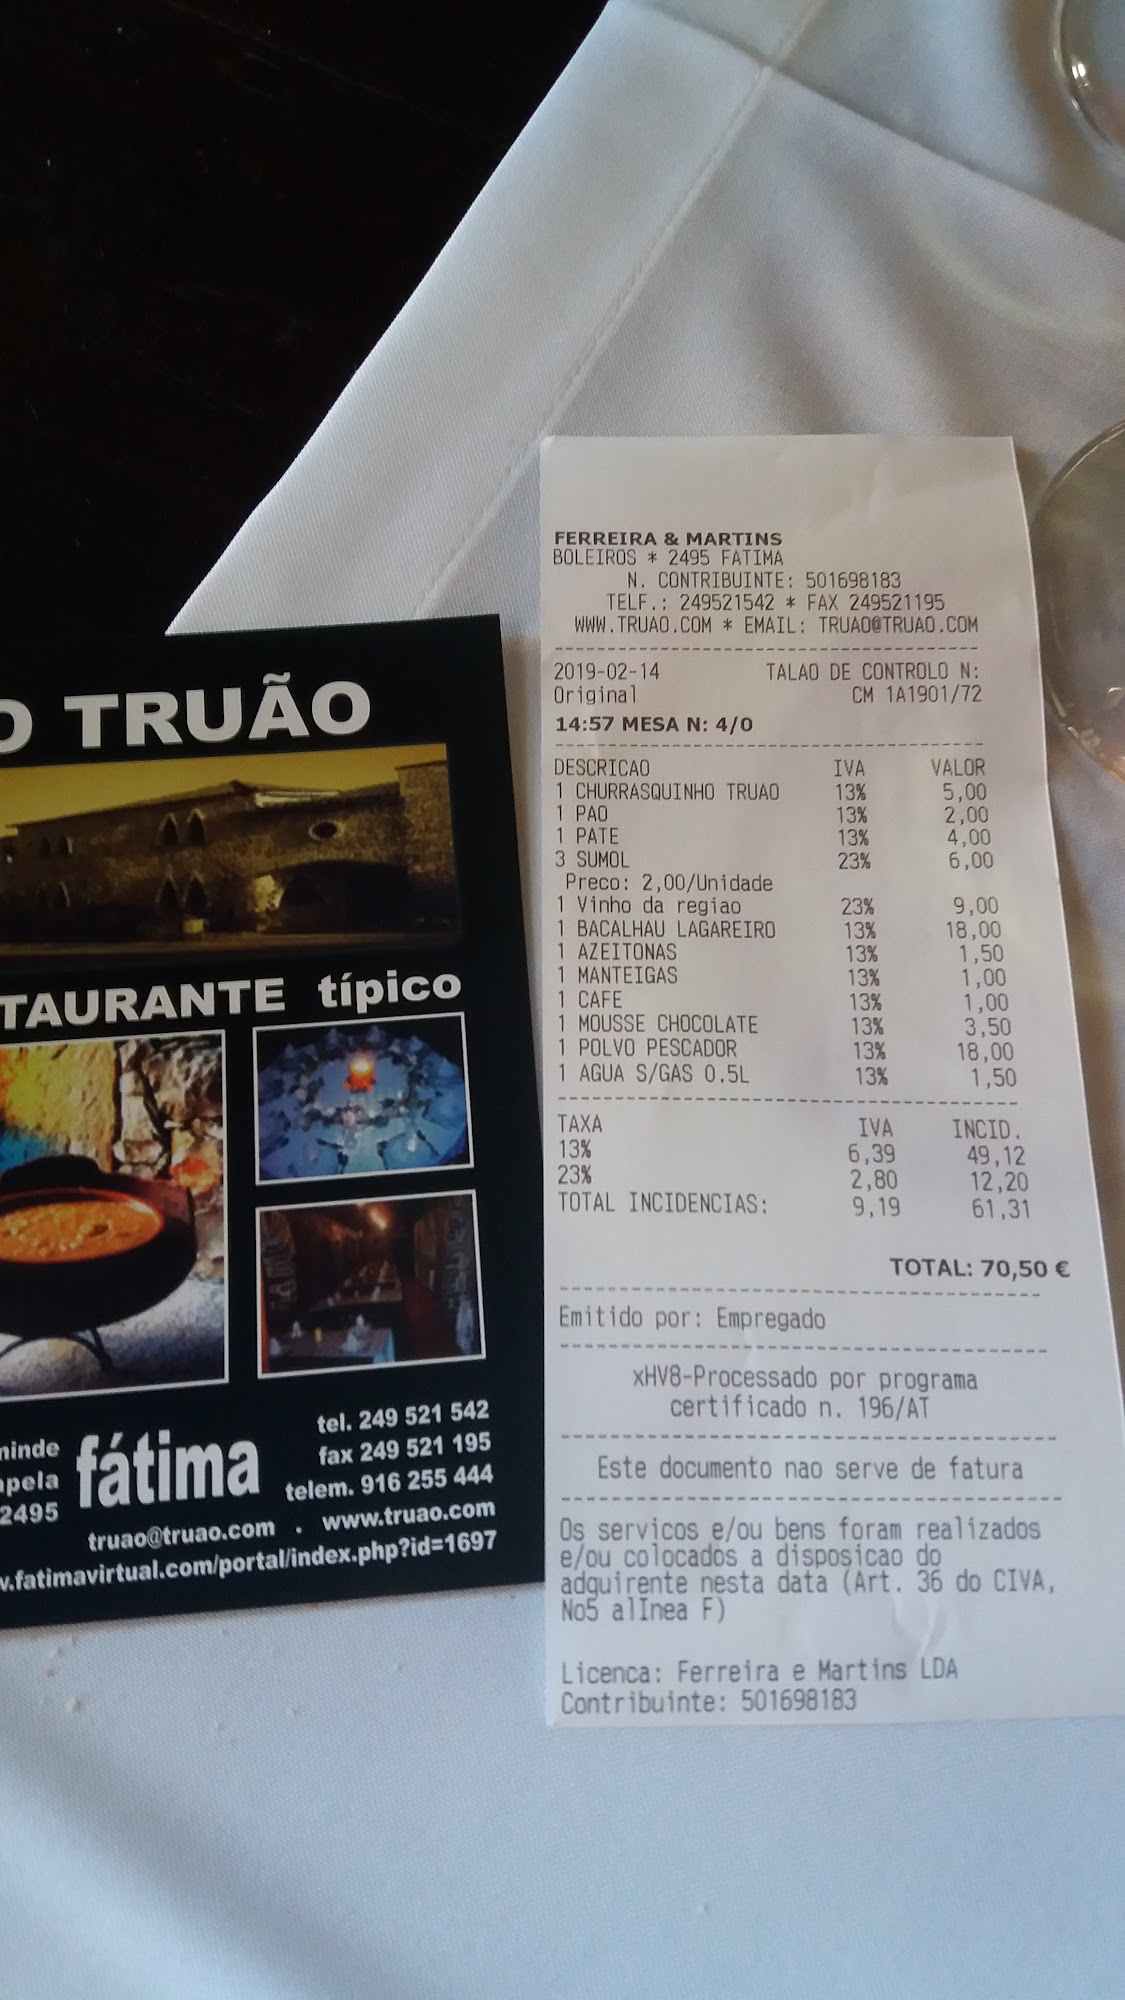 O TRUÃO
TAURANTE típico
fátima
tel. 249 521 542
fax 249 521 195
telem. 916 255 444
2495
truao@truao.com . www.truao.com
.fatimavirtual.com/portal/index.php?id=1697
FERREIRA & MARTINS
BOLEIROS * 2495 FATIMA
N. CONTRIBUINTE: 501698183
TELF.: 249521542 * FAX 249521195
WWW.TRUAO.COM * EMAIL: TRUAO@TRUAO.COM
2019-02-14 TALAO DE CONTROLO N:
Original CM 1A1901/72
14:57 MESA N: 4/0
DESCRICAO IVA VALOR
1 CHURRASQUINHO TRUAO 13% 5,00
1 PAO 13% 2,00
1 PATE 13% 4,00
3 SUMOL 23% 6,00
Preco: 2,00/Unidade
1 Vinho da regiao 23% 9,00
1 BACALHAU LAGAREIRO 13% 18,00
1 AZEITONAS 13% 1,50
1 MANTEIGAS 13% 1,00
1 CAFE 13% 1,00
1 MOUSSE CHOCOLATE 13% 3,50
1 POLVO PESCADOR 13% 18,00
1 AGUA S/GAS 0.5L 13% 1,50
TAXA IVA INCID.
13% 6,39 49,12
23% 2,80 12,20
TOTAL INCIDENCIAS: 9,19 61,31
TOTAL: 70,50 €
Emitido por: Empregado
xHV8-Processado por programa
certificado n. 196/AT
Este documento nao serve de fatura
Os servicos e/ou bens foram realizados
e/ou colocados a disposicao do
adquirente nesta data (Art. 36 do CIVA,
No5 alInea F)
Licenca: Ferreira e Martins LDA
Contribuinte: 501698183